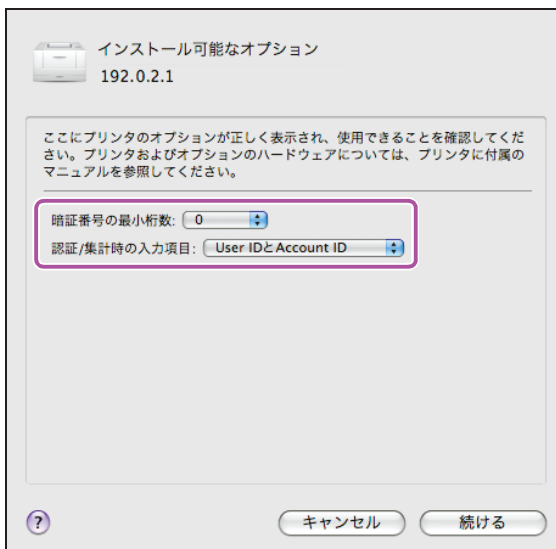 インストール可能なオプション
192.0.2.1
ここにプリンタのオプションが正しく表示され、使用できることを確認してくだ
さい。プリンタおよびオプションのハードウェアについては、プリンタに付属の
マニュアルを参照してください。
暗証番号の最小桁数: 0
認証/集計時の入力項目: User IDとAccount ID
? キャンセル 続ける